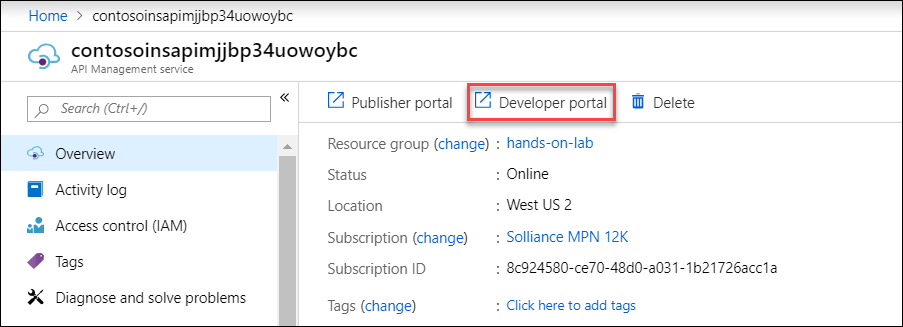 Home > contosoinsapimjjbp34uowoybc
contosoinsapimjjbp34uowoybc
API Management service
Search (Ctrl+/)
«
Overview
Activity log
Access control (IAM)
Tags
Diagnose and solve problems
Publisher portal Developer portal Delete
Resource group (change) : hands-on-lab
Status : Online
Location : West US 2
Subscription (change) : Solliance MPN 12K
Subscription ID : 8c924580-ce70-48d0-a031-1b21726acc1a
Tags (change) : Click here to add tags